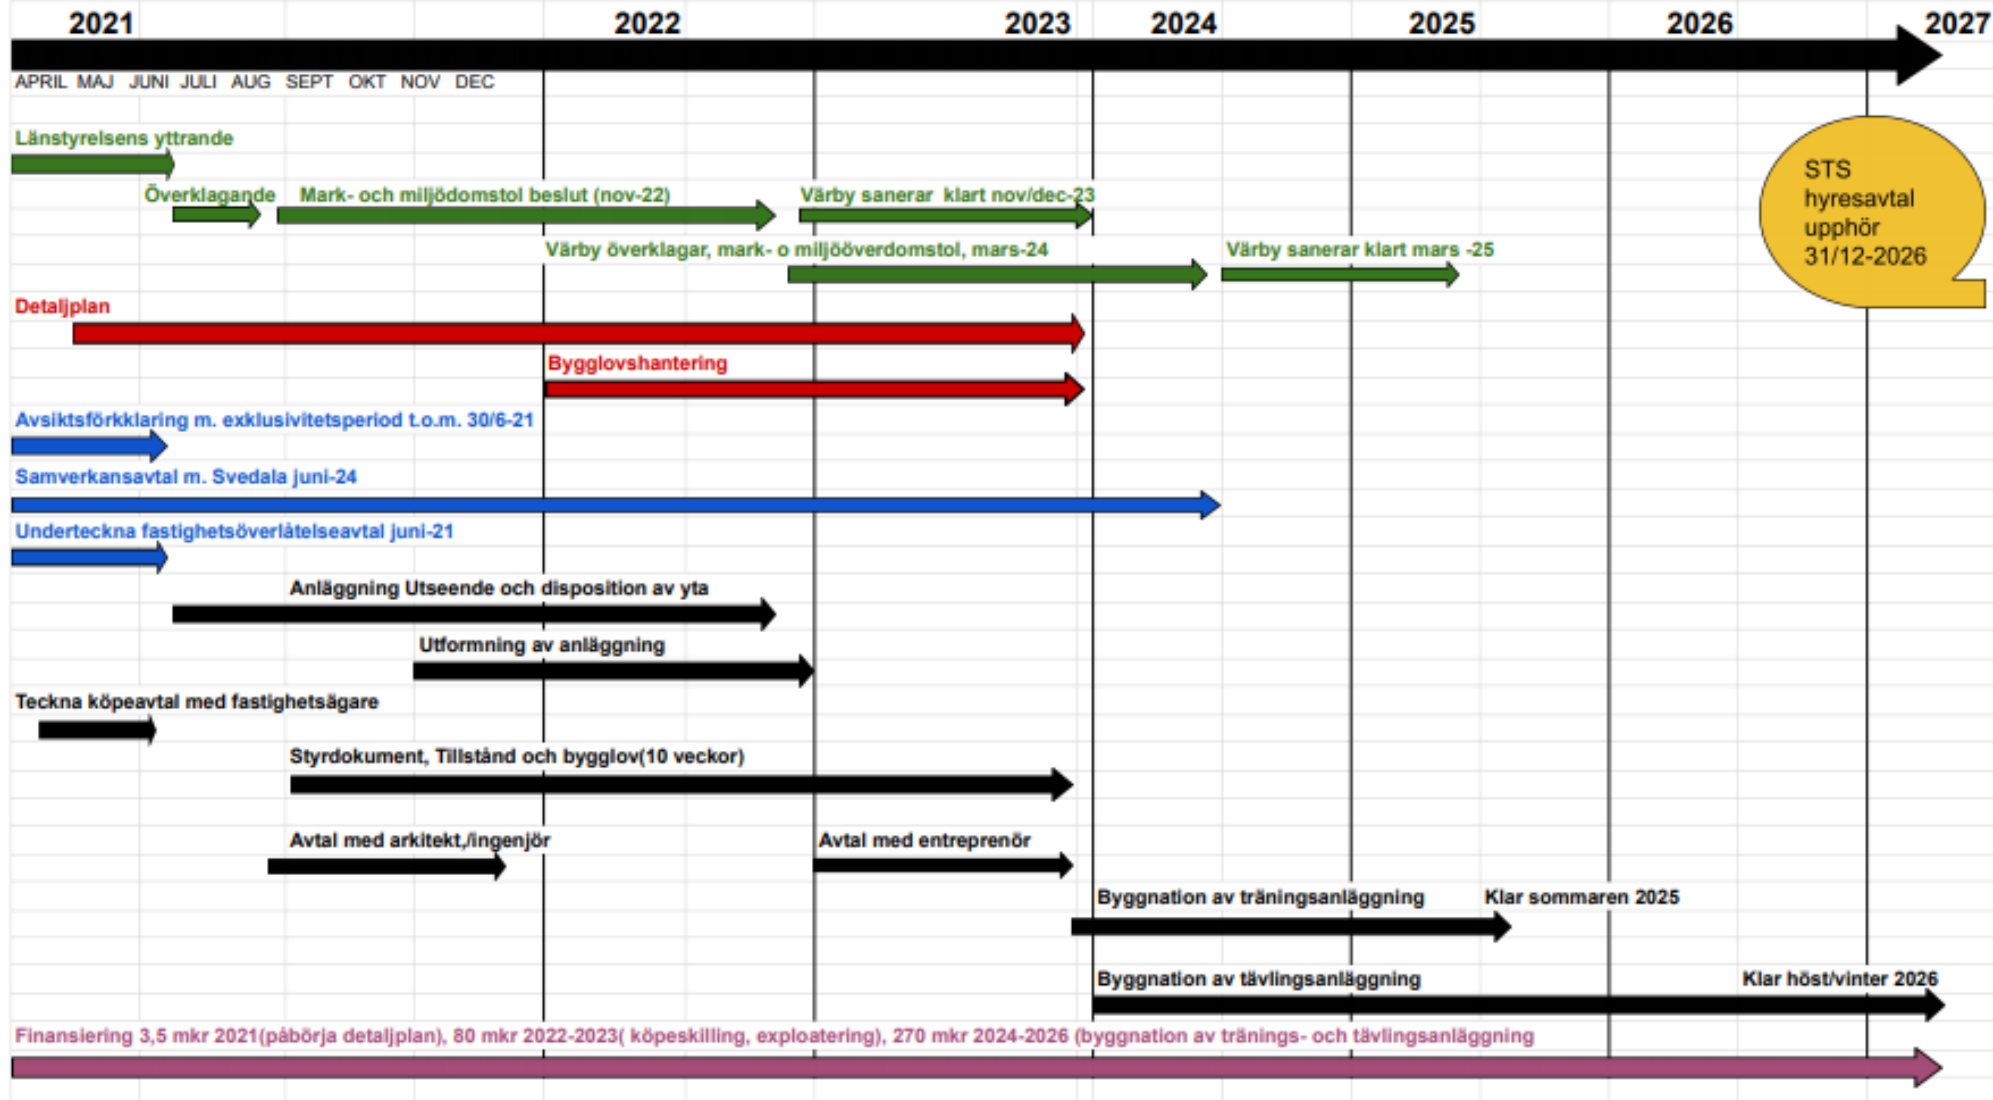 2021 2022 2023 2024 2025 2026 2027
APRIL MAJ JUNI JULI AUG SEPT OKT NOV DEC
Länstyrelsens yttrande
Överklagande Mark- och miljödomstol beslut (nov-22) Värby sanerar klart nov/dec-23
Värby överklagar, mark- o miljööverdomstol, mars-24 Värby sanerar klart mars -25
STS
hyresavtal
upphör
31/12-2026
Detaljplan
Bygglovshantering
Avsiktsförkklaring m. exklusivitetsperiod t.o.m. 30/6-21
Samverkansavtal m. Svedala juni-24
Underteckna fastighetsöverlåtelseavtal juni-21
Anläggning Utseende och disposition av yta
Utformning av anläggning
Teckna köpeavtal med fastighetsägare
Styrdokument, Tillstånd och bygglov(10 veckor)
Avtal med arkitekt,/ingenjör Avtal med entreprenör
Byggnation av träningsanläggning Klar sommaren 2025
Byggnation av tävlingsanläggning Klar höst/vinter 2026
Finansiering 3,5 mkr 2021(påbörja detaljplan), 80 mkr 2022-2023( köpeskilling, exploatering), 270 mkr 2024-2026 (byggnation av tränings- och tävlingsanläggning